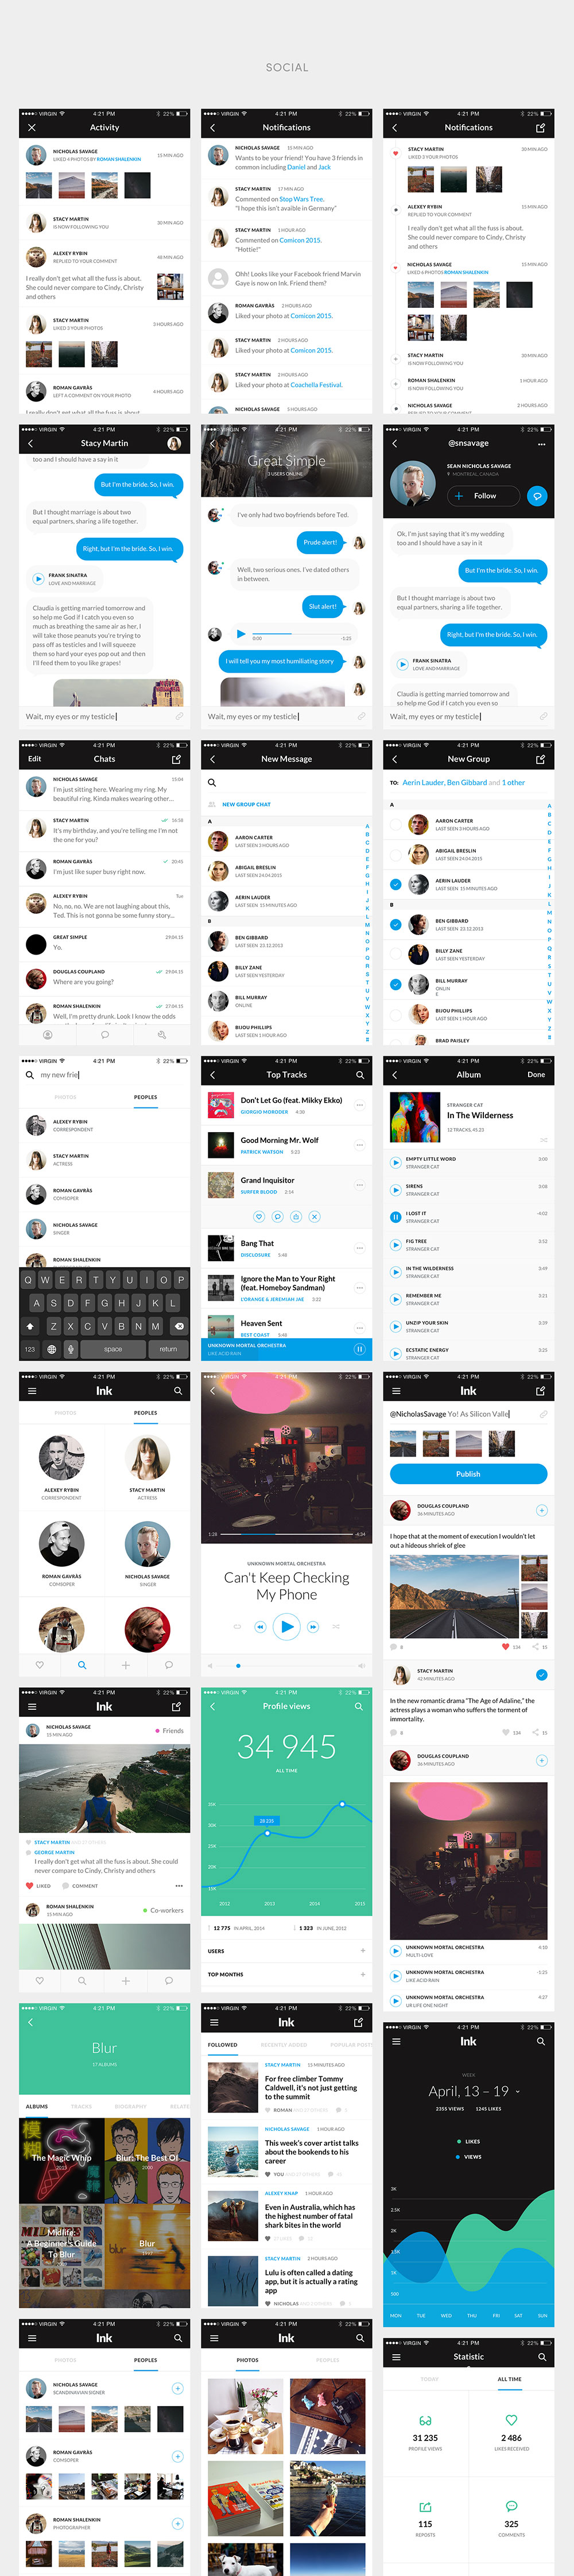 SOCIAL
VIRGIN 4:21 PM 22%
Activity
NICHOLAS SAVAGE
15 MIN AGO
LIKED 4 PHOTOS BY ROMAN SHALENKIN
STACY MARTIN
30 MIN AGO
IS NOW FOLLOWING YOU
ALEXEY RYBIN
48 MIN AGO
REPLIED TO YOUR COMMENT
I really don't get what all the fuss is about.
She could never compare to Cindy, Christy
and others
STACY MARTIN
3 HOURS AGO
LIKED 3 YOUR PHOTOS
ROMAN GAVRÀS
4 HOURS AGO
LEFT A COMMENT ON YOUR PHOTO
VIRGIN 4:21 PM 22%
Notifications
NICHOLAS SAVAGE 15 MIN AGO
Wants to be your friend! You have 3 friends in
common including Daniel and Jack
STACY MARTIN 17 MIN AGO
Commented on Stop Wars Tree.
"I hope this isn't avaible in Germany"
STACY MARTIN 1 HOUR AGO
Commented on Comicon 2015.
"Hottie!"
Ohh! Looks like your Facebook friend Marvin
Gaye is now on Ink. Friend them?
ROMAN GAVRÀS 2 HOURS AGO
Liked your photo at Comicon 2015.
STACY MARTIN 2 HOURS AGO
Liked your photo at Comicon 2015.
STACY MARTIN 2 HOURS AGO
Liked your photo at Coachella Festival.
NICHOLAS SAVAGE 5 HOURS AGO
VIRGIN 4:21 PM 22%
Notifications
STACY MARTIN
LIKED 3 YOUR PHOTOS
ALEXEY RYBIN 15 MIN AGO
REPLIED TO YOUR COMMENT
I really don't get what all the fuss is about.
She could never compare to Cindy, Christy
and others
NICHOLAS SAVAGE 15 MIN AGO
LIKED 6 PHOTOS ROMAN SHALENKIN
STACY MARTIN 30 MIN AGO
IS NOW FOLLOWING YOU
ROMAN SHALENKIN 1 HOUR AGO
IS NOW FOLLOWING YOU
NICHOLAS SAVAGE 2 HOURS AGO
VIRGIN 4:21 PM 22%
Stacy Martin
too and I should have a say in it
But I'm the bride. So, I win.
But I thought marriage is about two
equal partners, sharing a life together.
Right, but I'm the bride. So, I win.
FRANK SINATRA
LOVE AND MARRIAGE
Claudia is getting married tomorrow and
so help me God if I catch you even so
much as breathing the same air as her, I
will take those peanuts you're trying to
pass off as testicles and I will squeeze
them so hard your eyes pop out and then
I'll feed them to you like grapes!
Wait, my eyes or my testicle
VIRGIN 4:21 PM 22%
Great Simple
3 USERS ONLINE
I've only had two boyfriends before Ted.
Prude alert!
Well, two serious ones. I've dated others
in between.
Slut alert!
0:00 -1:25
I will tell you my most humiliating story
Wait, my eyes or my testicle
VIRGIN 4:21 PM 22%
@snsavage
SEAN NICHOLAS SAVAGE
MONTREAL, CANADA
Follow
Ok, I'm just saying that it's my wedding
too and I should have a say in it
But I'm the bride. So, I win.
But I thought marriage is about two
equal partners, sharing a life together.
Right, but I'm the bride. So, I win.
FRANK SINATRA
LOVE AND MARRIAGE
Claudia is getting married tomorrow and
so help me God if I catch you even so
Wait, my eyes or my testicle
VIRGIN 4:21 PM 22%
Edit Chats
NICHOLAS SAVAGE 15:04
I'm just sitting here. Wearing my ring. My
beautiful ring. Kinda makes wearing other...
STACY MARTIN 16:58
It's my birthday, and you're telling I'm not
the one for you?
ROMAN GAVRÀS 20:45
I'm just like super busy right now.
ALEXEY RYBIN Tue
No, no, no. We are not laughing about this,
Ted. This is not gonna be some funny story...
GREAT SIMPLE 29.04.15
Yo.
DOUGLAS COUPLAND 29.04.15
Where are you going?
ROMAN SHALENKIN 27.04.15
Well, I'm pretty drunk. Look I know the odds
VIRGIN 4:21 PM 22%
New Message
NEW GROUP CHAT
A
AARON CARTER
LAST SEEN 3 HOURS AGO
ABIGAIL BRESLIN
LAST SEEN 24.04.2015
AERIN LAUDER
LAST SEEN 15 MINUTES AGO
B
BEN GIBBARD
LAST SEEN 23.12.2013
BILLY ZANE
LAST SEEN YESTERDAY
BILL MURRAY
ONLINE
BIJOU PHILLIPS
LAST SEEN 1 HOUR AGO
VIRGIN 4:21 PM 22%
New Group
TO: Aerin Lauder, Ben Gibbard and 1 other
A
AARON CARTER
LAST SEEN 3 HOURS AGO
ABIGAIL BRESLIN
LAST SEEN 24.04.2015
AERIN LAUDER
LAST SEEN 15 MINUTES AGO
B
BEN GIBBARD
LAST SEEN 23.12.2013
BILLY ZANE
LAST SEEN YESTERDAY
BILL MURRAY
ONLIN
E
BIJOU PHILLIPS
LAST SEEN 1 HOUR AGO
BRAD PAISLEY
VIRGIN 4:21 PM 22%
my new frie
PHOTOS PEOPLES
ALEXEY RYBIN
CORRESPONDENT
STACY MARTIN
ACTRESS
ROMAN GAVRÀS
COMSOPER
NICHOLAS SAVAGE
SINGER
ROMAN SHALENKIN
Q W E R T Y U I O P
A S D F G H J K L
Z X C V B N M
123 space return
VIRGIN 4:21 PM 22%
Top Tracks
Don't Let Go (feat. Mikky Ekko)
GIORGIO MORODER 4:30
Good Morning Mr. Wolf
PATRICK WATSON 5:23
Grand Inquisitor
SURFER BLOOD 2:14
Bang That
DISCLOSURE 5:48
Ignore the Man to Your Right
(feat. Homeboy Sandman)
L'ORANGE & JEREMIAH JAE 3:22
Heaven Sent
BEST COAST 5:48
UNKNOWN MORTAL ORCHESTRA
LIKE ACID RAIN
VIRGIN 4:21 PM 22%
Album Done
STRANGER CAT
In The Wilderness
12 TRACKS, 45:25
EMPTY LITTLE WORD 3:00
STRANGER CAT
SIRENS 3:08
STRANGER CAT
I LOST IT -4:02
STRANGER CAT
FIG TREE 3:52
STRANGER CAT
IN THE WILDERNESS 3:49
STRANGER CAT
REMEMBER ME 3:21
STRANGER CAT
UNZIP YOUR SKIN 3:39
STRANGER CAT
ECSTATIC ENERGY 3:25
STRANGER CAT
VIRGIN 4:21 PM 22%
Ink
PHOTOS PEOPLES
ALEXEY RYBIN
CORRESPONDENT
STACY MARTIN
ACTRESS
ROMAN GAVRÀS
COMSOPER
NICHOLAS SAVAGE
SINGER
VIRGIN 4:21 PM 22%
1:28 -4:34
UNKNOWN MORTAL ORCHESTRA
Can't Keep Checking
My Phone
VIRGIN 4:21 PM 22%
Ink
@NicholasSavage Yo! As Silicon Valle
Publish
DOUGLAS COUPLAND
36 MINUTES AGO
I hope that at the moment of execution I wouldn't let
out a hideous shriek of glee
8 134 15
STACY MARTIN
42 MINUTES AGO
In the new romantic drama "The Age of Adaline," the
actress plays a woman who suffers the torment of
immortality.
8 134 15
DOUGLAS COUPLAND
36 MINUTES AGO
UNKNOWN MORTAL ORCHESTRA 4:10
MULTI-LOVE
UNKNOWN MORTAL ORCHESTRA -1:25
LIKE ACID RAIN
UNKNOWN MORTAL ORCHESTRA 4:27
UR LIFE ONE NIGHT
VIRGIN 4:21 PM 22%
Ink
NICHOLAS SAVAGE
15 MIN AGO
Friends
STACY MARTIN
GEORGE MARTIN
I really don't get what all the fuss is about. She could
never compare to Cindy, Christy and others
LIKED COMMENT
ROMAN SHALENKIN
35 MIN AGO
Co-workers
VIRGIN 4:21 PM 22%
Profile views
34 945
ALL TIME
35K
30K
25K
20K
15K
28 235
2012 2013 2014 2015
12 775 IN APRIL, 2014 1 323 IN JUNE, 2012
USERS
TOP MONTHS
VIRGIN 4:21 PM 22%
Blur
17 ALBUMS
ALBUMS TRACKS BIOGRAPHY RELATE
The Magic Whip
2015
Blur: The Best Of
2000
Midlife:
A Beginner's Guide
To Blur
Blur
1997
VIRGIN 4:21 PM 22%
Ink
FOLLOWED RECENTLY ADDED POPULAR POST
STACY MARTIN 15 MINUTES AGO
For free climber Tommy
Caldwell, it's not just getting
to the summit
ROMAN
NICHOLAS SAVAGE 1 HOUR AGO
This week's cover artist talks
about the backends to his
career
YOU
ALEXEY KNAP 1 HOUR AGO
Even in Australia, which has
the highest number of fatal
shark bites in the world
STACY MARTIN 2 HOURS AGO
Lulu is often called a dating
app, but it is actually a rating
app
NICHOLAS
VIRGIN 4:21 PM 22%
Ink
WEEK
April, 13 – 19
2355 VIEWS 1245 LIKES
LIKES
VIEWS
3K
2.5K
2K
1.5K
1K
500
MON TUE WED THU FRI SAT SUN
VIRGIN 4:21 PM 22%
Ink
PHOTOS PEOPLES
NICHOLAS SAVAGE
SCANDINAVIAN SIGNER
ROMAN GAVRÀS
COMSOPER
ROMAN SHALENKIN
PHOTOGRAPHER
VIRGIN 4:21 PM 22%
Ink
PHOTOS PEOPLES
VIRGIN 4:21 PM 22%
Statistic
TODAY ALL TIME
31 235
PROFILE VIEWS
2 486
LIKES RECEIVED
115
REPOSTS
325
COMMENTS